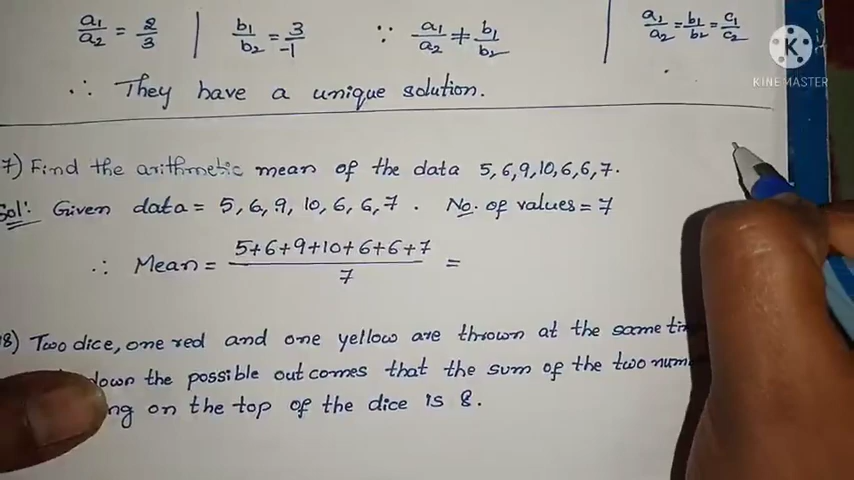 a₁/a₂ = 2/3 | b₁/b₂ = 3/-1 ∵ a₁/a₂ ≠ b₁/b₂ | a₁/a₂ = b₁/b₂ = c₁/c₂
KINEMASTER
∴ They have a unique solution.
7) Find the arithmetic mean of the data 5, 6, 9, 10, 6, 6, 7.
Sol: Given data = 5, 6, 9, 10, 6, 6, 7. No. of values = 7
∴ Mean = 5+6+9+10+6+6+7/7 =
8) Two dice, one red and one yellow are thrown at the same
down the possible outcomes that the sum of the two
on the top of the dice is 8.